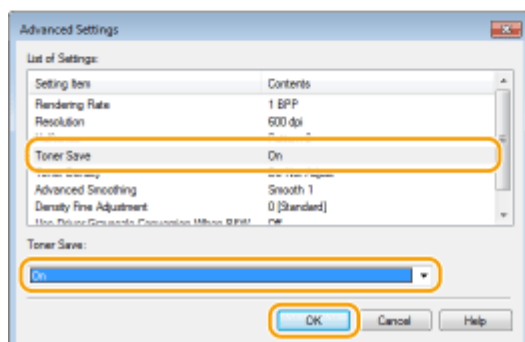 Advanced Settings
List of Settings:
Setting Item Contents
Rendering Rate 1 BPP
Resolution 600 dpi
Toner Save On
Advanced Smoothing Smooth 1
Density Fine Adjustment 0 [Standard]
Toner Save:
On
OK Cancel Help